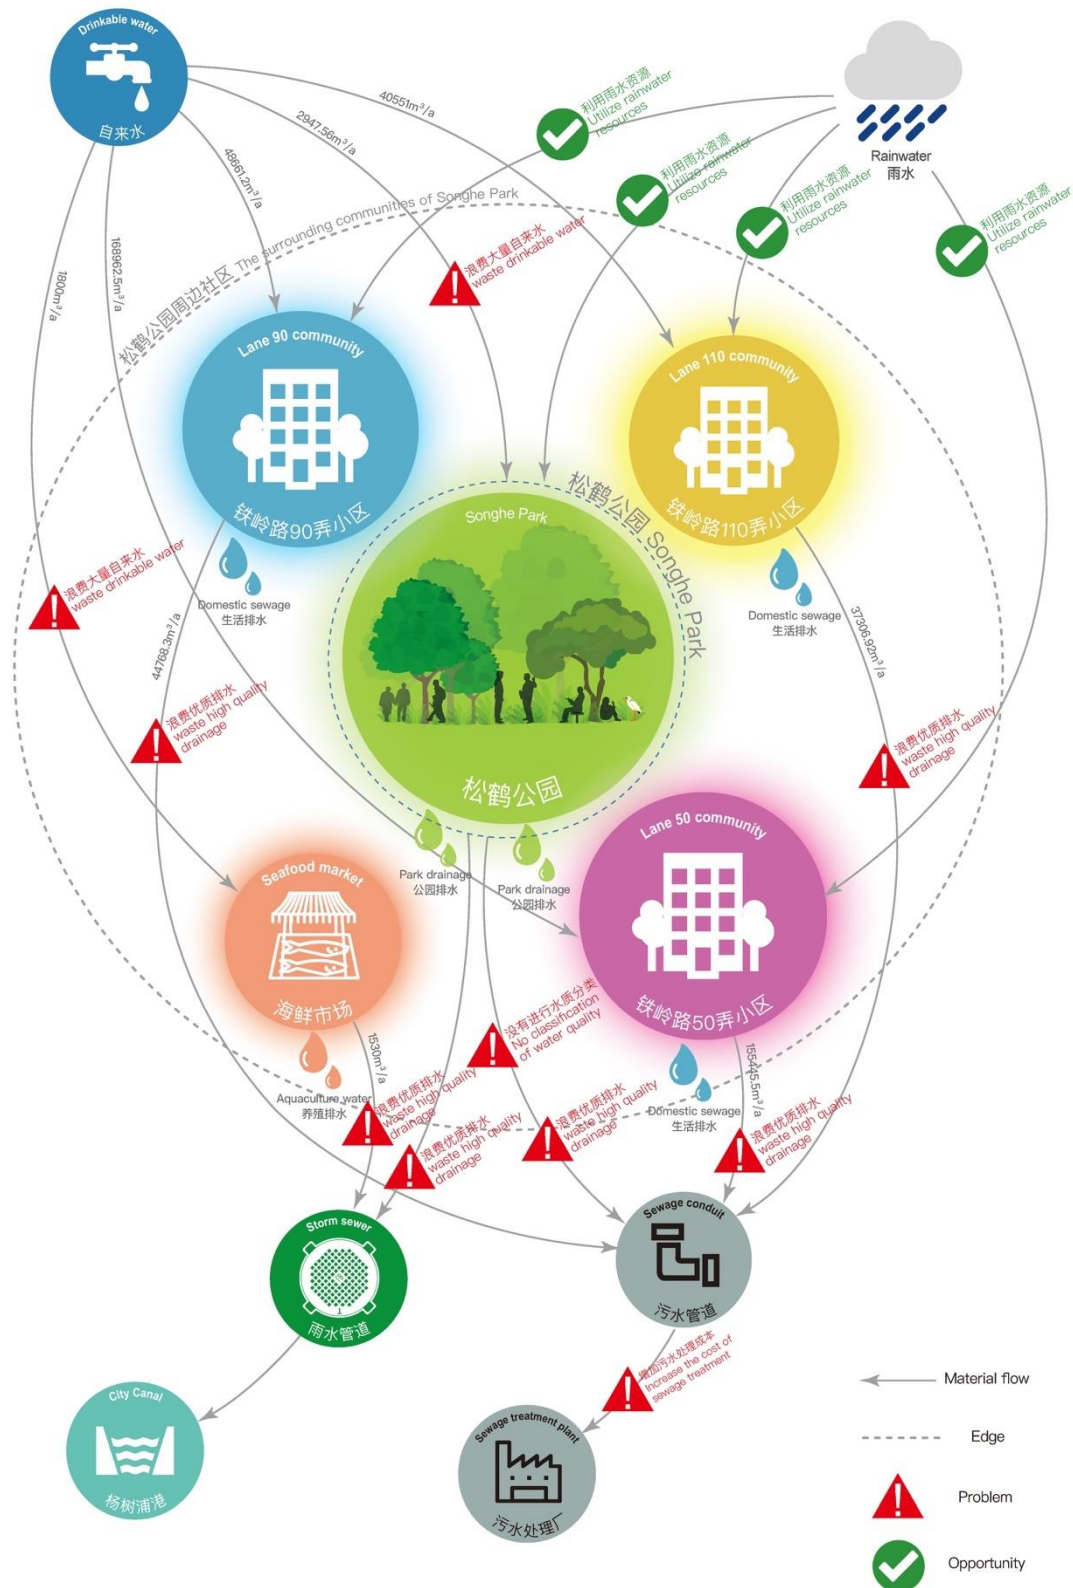 Drinkable water
自来水
Rainwater
雨水
40551m³/a
2947.56m³/a
48661.2m³/a
168962.5m³/a
1800m³/a
利用雨水资源
Utilize rainwater
resources
利用雨水资源
Utilize rainwater
resources
利用雨水资源
Utilize rainwater
resources
利用雨水资源
Utilize rainwater
resources
松鹤公园周边社区 The surrounding communities of Songhe Park
浪费大量自来水
waste drinkable water
Lane 90 community
铁岭路90弄小区
Lane 110 community
铁岭路110弄小区
松鹤公园 Songhe Park
Songhe Park
松鹤公园
浪费大量自来水
waste drinkable water
Domestic sewage
生活排水
Domestic sewage
生活排水
44768.3m³/a
37306.92m³/a
浪费优质排水
waste high quality
drainage
浪费优质排水
waste high quality
drainage
Park drainage
公园排水
Park drainage
公园排水
Seafood market
海鲜市场
Lane 50 community
铁岭路50弄小区
没有进行水质分类
No classification
of water quality
1530m³/a
155445.5m³/a
Aquaculture water
养殖排水
Domestic sewage
生活排水
浪费优质排水
waste high quality
drainage
浪费优质排水
waste high quality
drainage
浪费优质排水
waste high quality
drainage
浪费优质排水
waste high quality
drainage
Storm sewer
雨水管道
Sewage conduit
污水管道
增加污水处理成本
Increase the cost of
sewage treatment
City Canal
杨树浦港
Sewage treatment plant
污水处理厂
Material flow
Edge
Problem
Opportunity